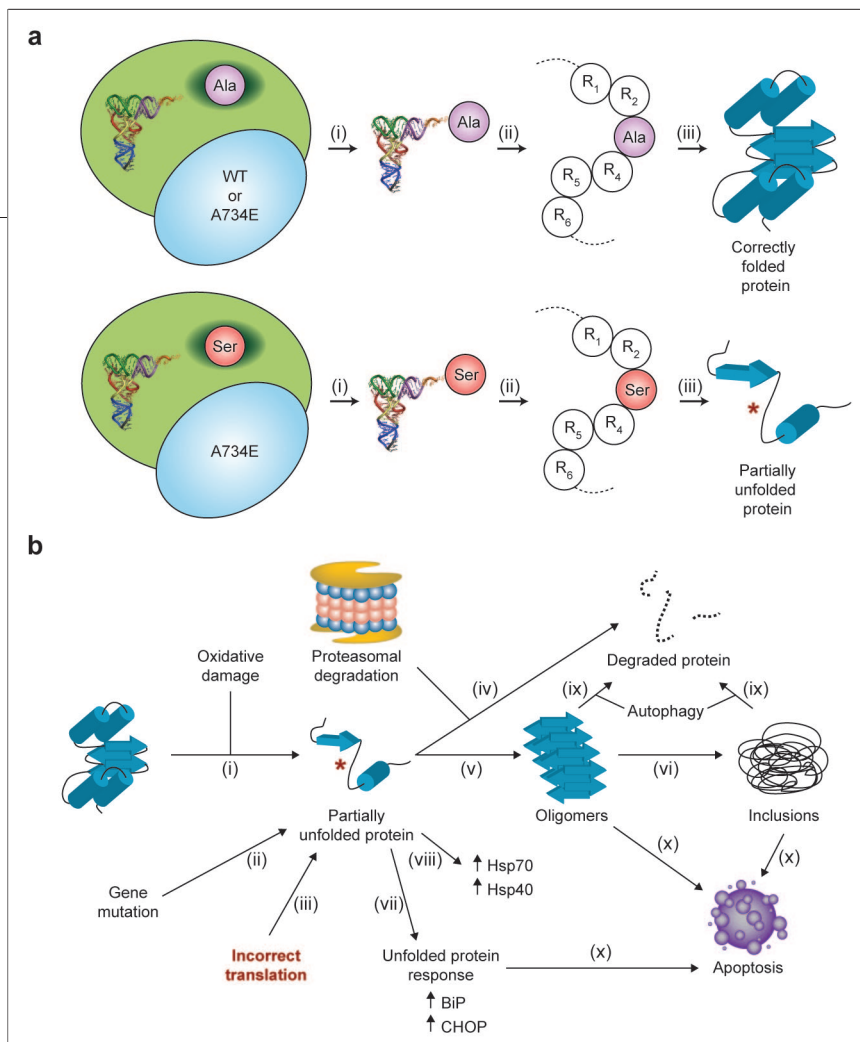 a
Ala
(i)
Ala
(ii)
R1
R2
Ala
R4
R5
R6
(iii)
WT
or
A734E
Correctly
folded
protein
Ser
(i)
Ser
(ii)
R1
R2
Ser
R4
R5
R6
(iii)
*
A734E
Partially
unfolded
protein
b
Oxidative
damage
Proteasomal
degradation
Degraded protein
(iv)
(ix)
(ix)
Autophagy
(i)
*
(v)
(vi)
Partially
unfolded protein
Oligomers
Inclusions
(ii)
(viii)
Hsp70
Hsp40
(x)
(x)
Gene
mutation
(iii)
(vii)
Incorrect
translation
Unfolded protein
response
(x)
Apoptosis
BiP
CHOP